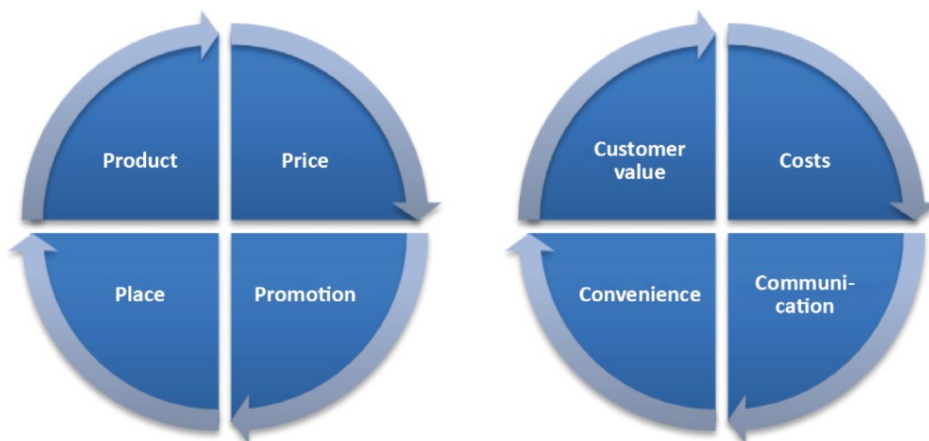 Product
Price
Place
Promotion
Customer
value
Costs
Convenience
Communi-
cation